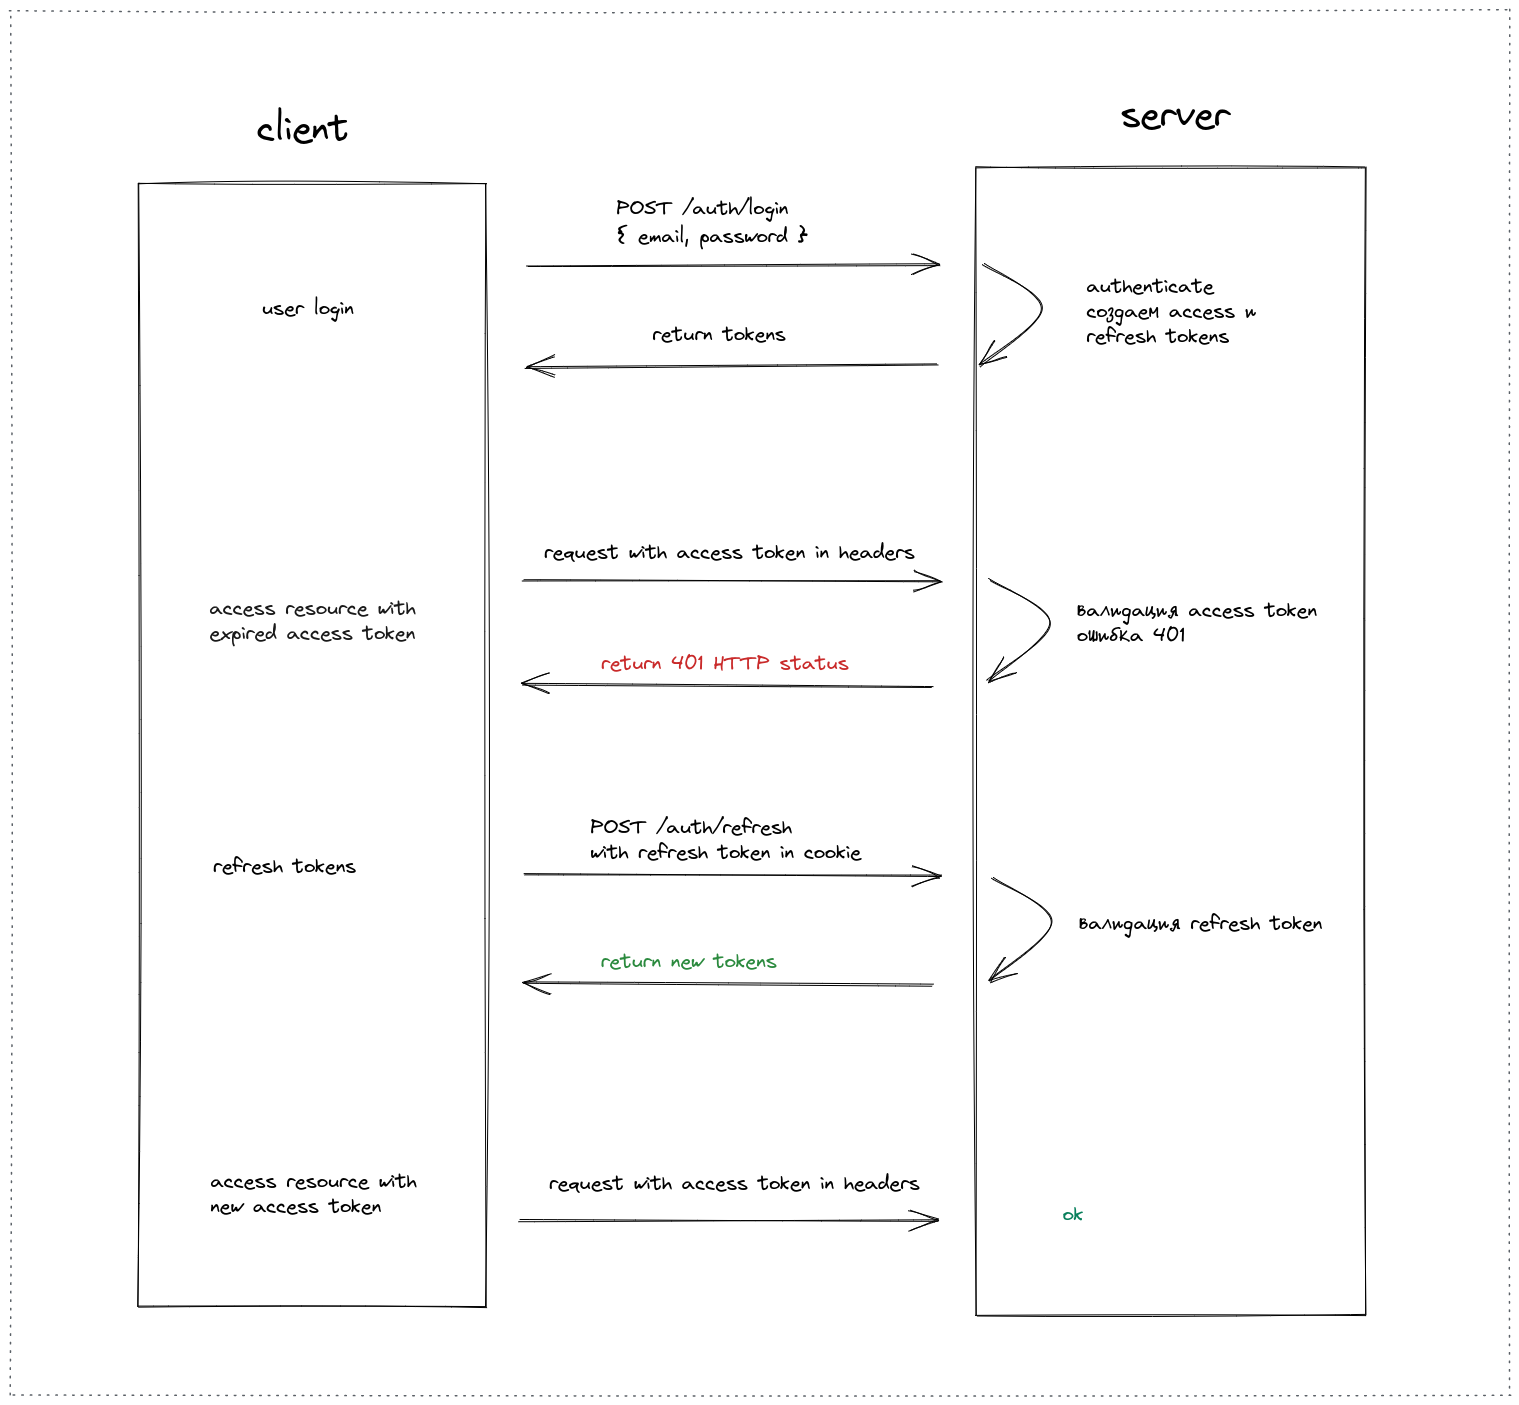 client
server
POST /auth/login
{ email, password }
user login
authenticate
создаем access и
refresh tokens
return tokens
request with access token in headers
access resource with
expired access token
валидация access token
ошибка 401
return 401 HTTP status
POST /auth/refresh
with refresh token in cookie
refresh tokens
валидация refresh token
return new tokens
access resource with
new access token
request with access token in headers
ok